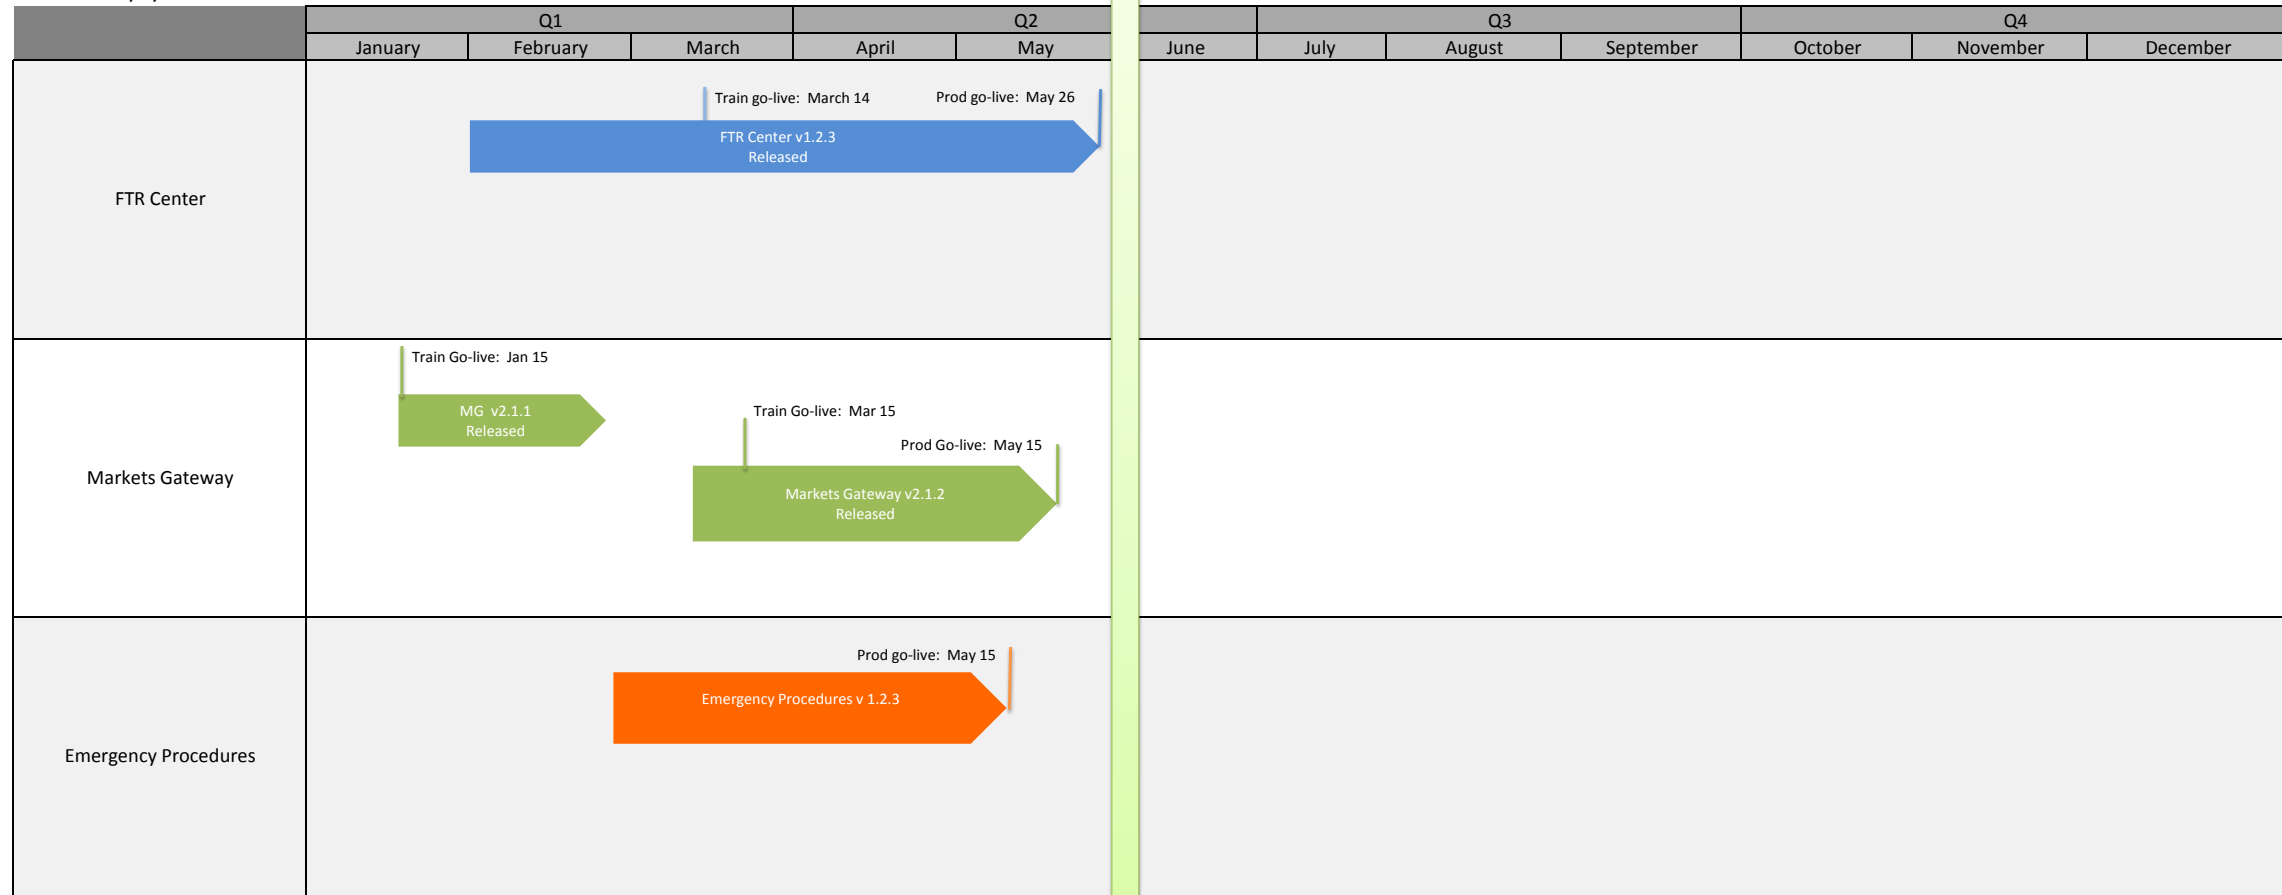 Q1 Q2 Q3 Q4
January February March April May June July August September October November December
Train go-live: March 14 Prod go-live: May 26
FTR Center v1.2.3
Released
FTR Center
Train Go-live: Jan 15
MG v2.1.1
Released
Train Go-live: Mar 15
Prod Go-live: May 15
Markets Gateway v2.1.2
Released
Markets Gateway
Prod go-live: May 15
Emergency Procedures v 1.2.3
Emergency Procedures